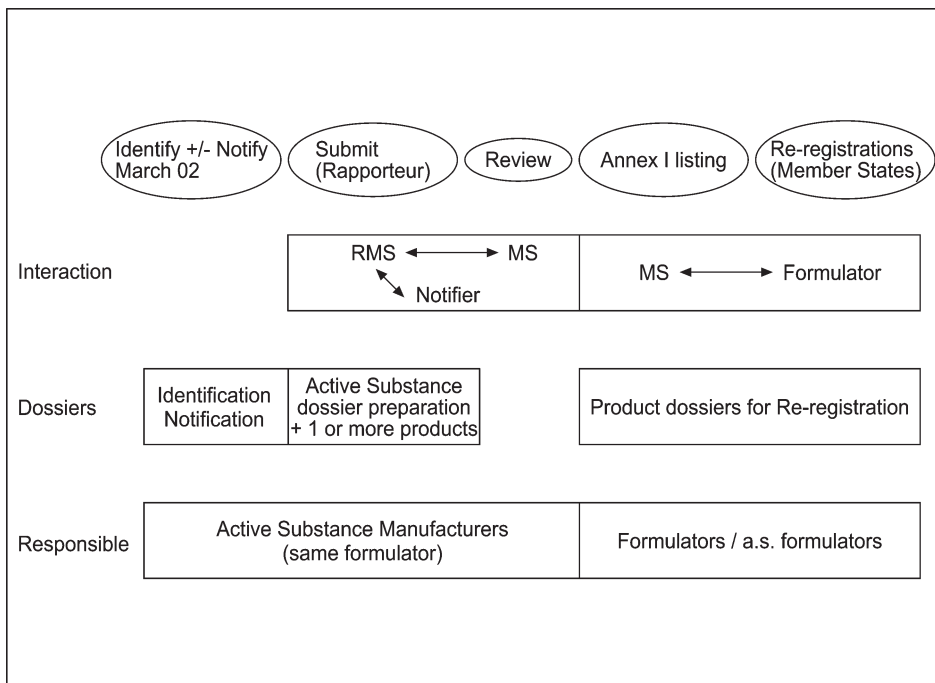 Identify +/- Notify
March 02
Submit
(Rapporteur)
Review
Annex I listing
Re-registrations
(Member States)
Interaction
RMS
MS
Notifier
MS
Formulator
Dossiers
Identification
Notification
Active Substance
dossier preparation
+ 1 or more products
Product dossiers for Re-registration
Responsible
Active Substance Manufacturers
(same formulator)
Formulators / a.s. formulators